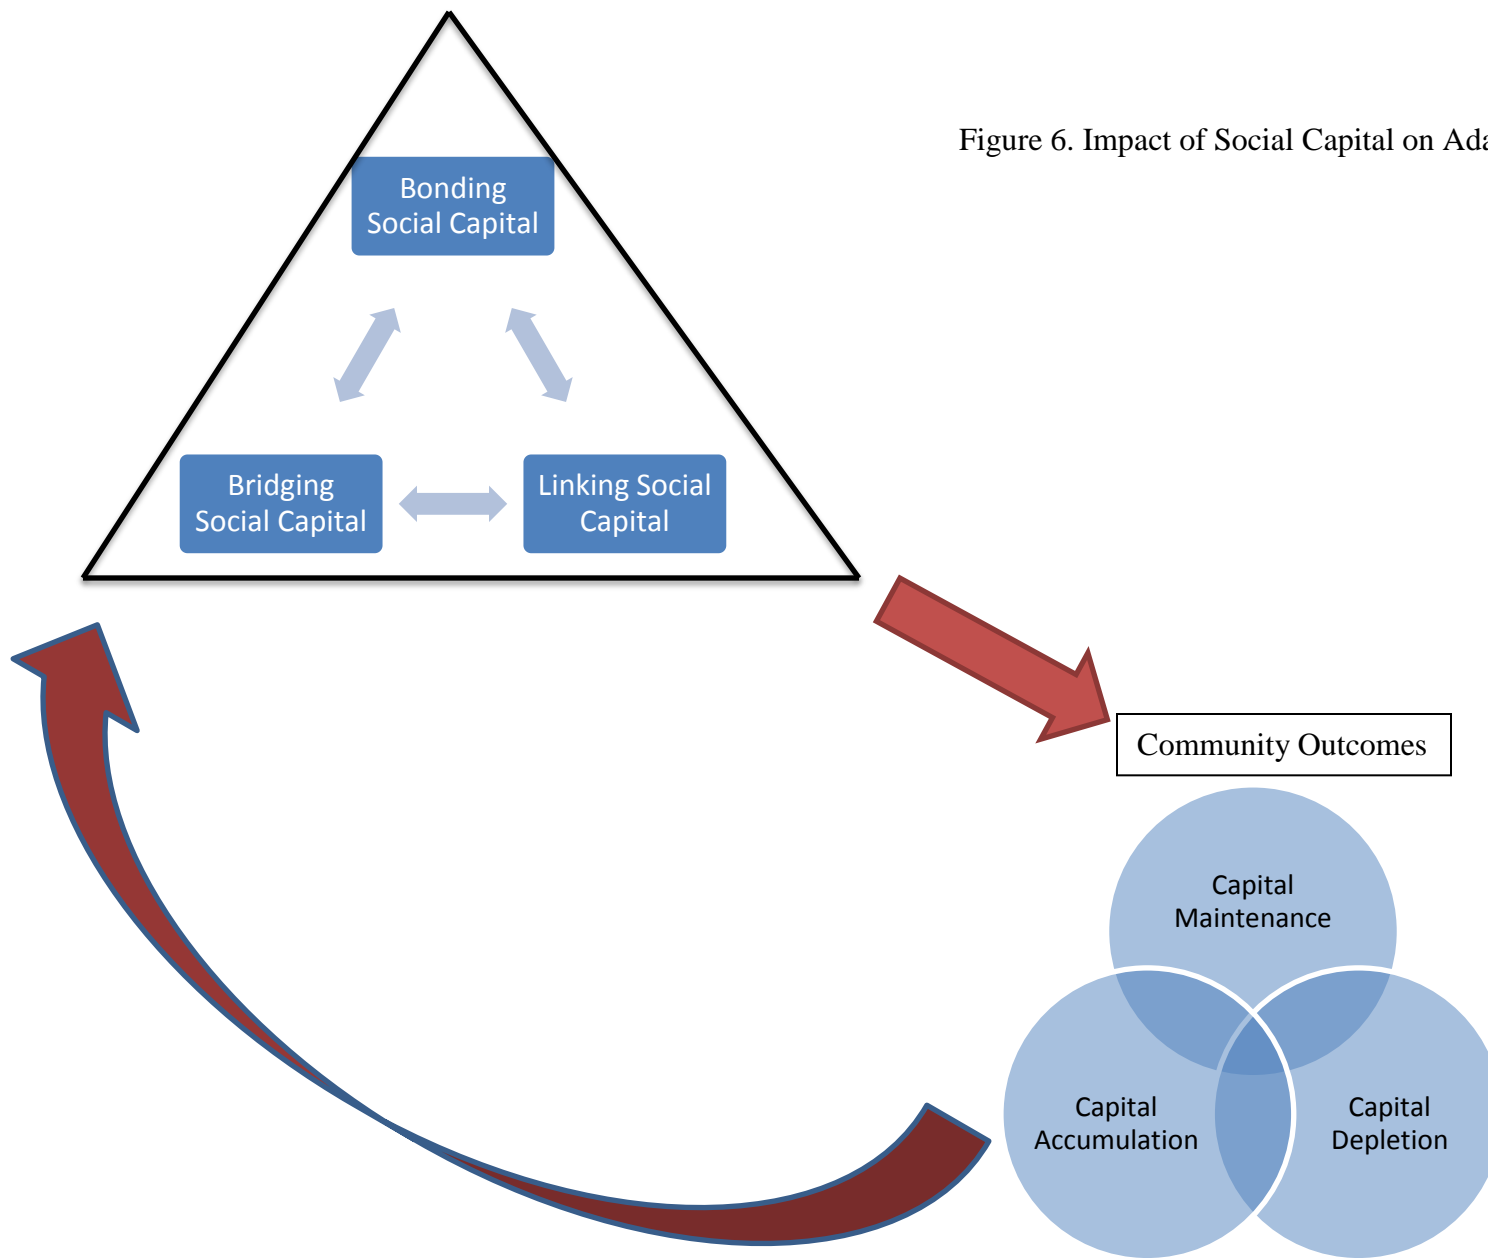 Figure 6. Impact of Social Capital on
Bonding
Social Capital
Bridging
Social Capital
Linking Social
Capital
Community Outcomes
Capital
Maintenance
Capital
Accumulation
Capital
Depletion